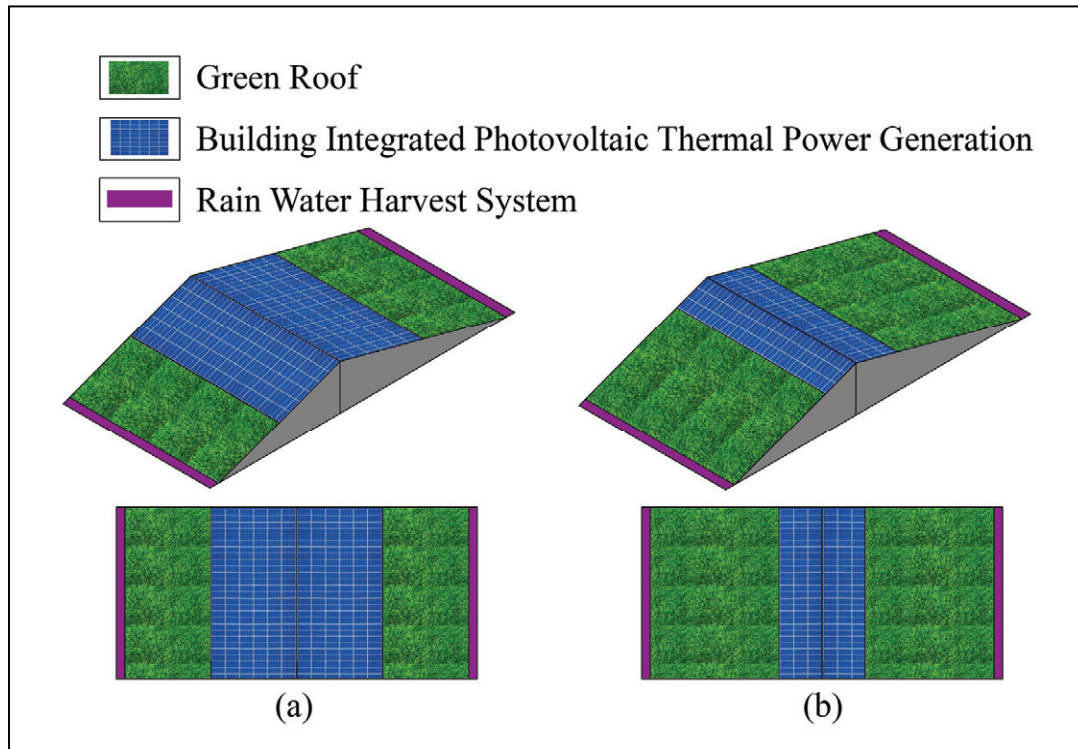 Green Roof
Building Integrated Photovoltaic Thermal Power Generation
Rain Water Harvest System
(a)
(b)